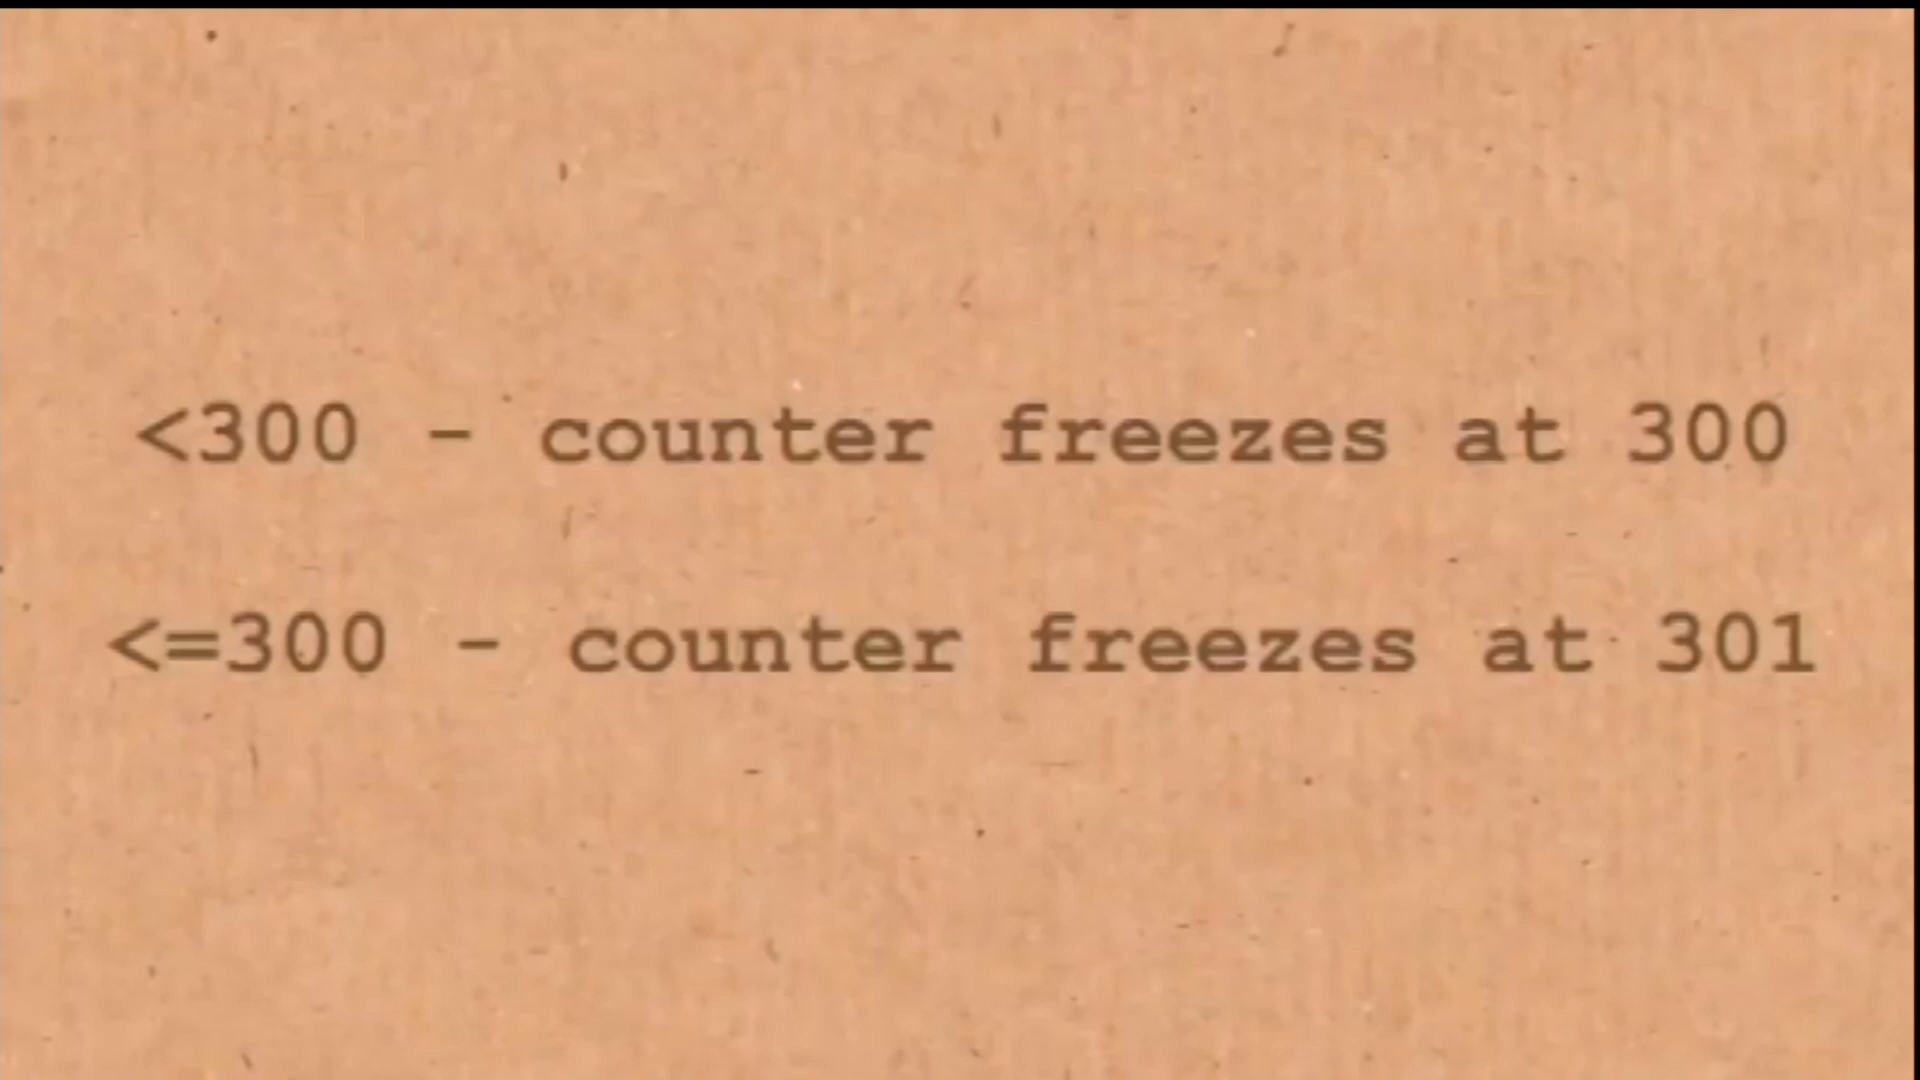 <300 - counter freezes at 300
<=300 - counter freezes at 301